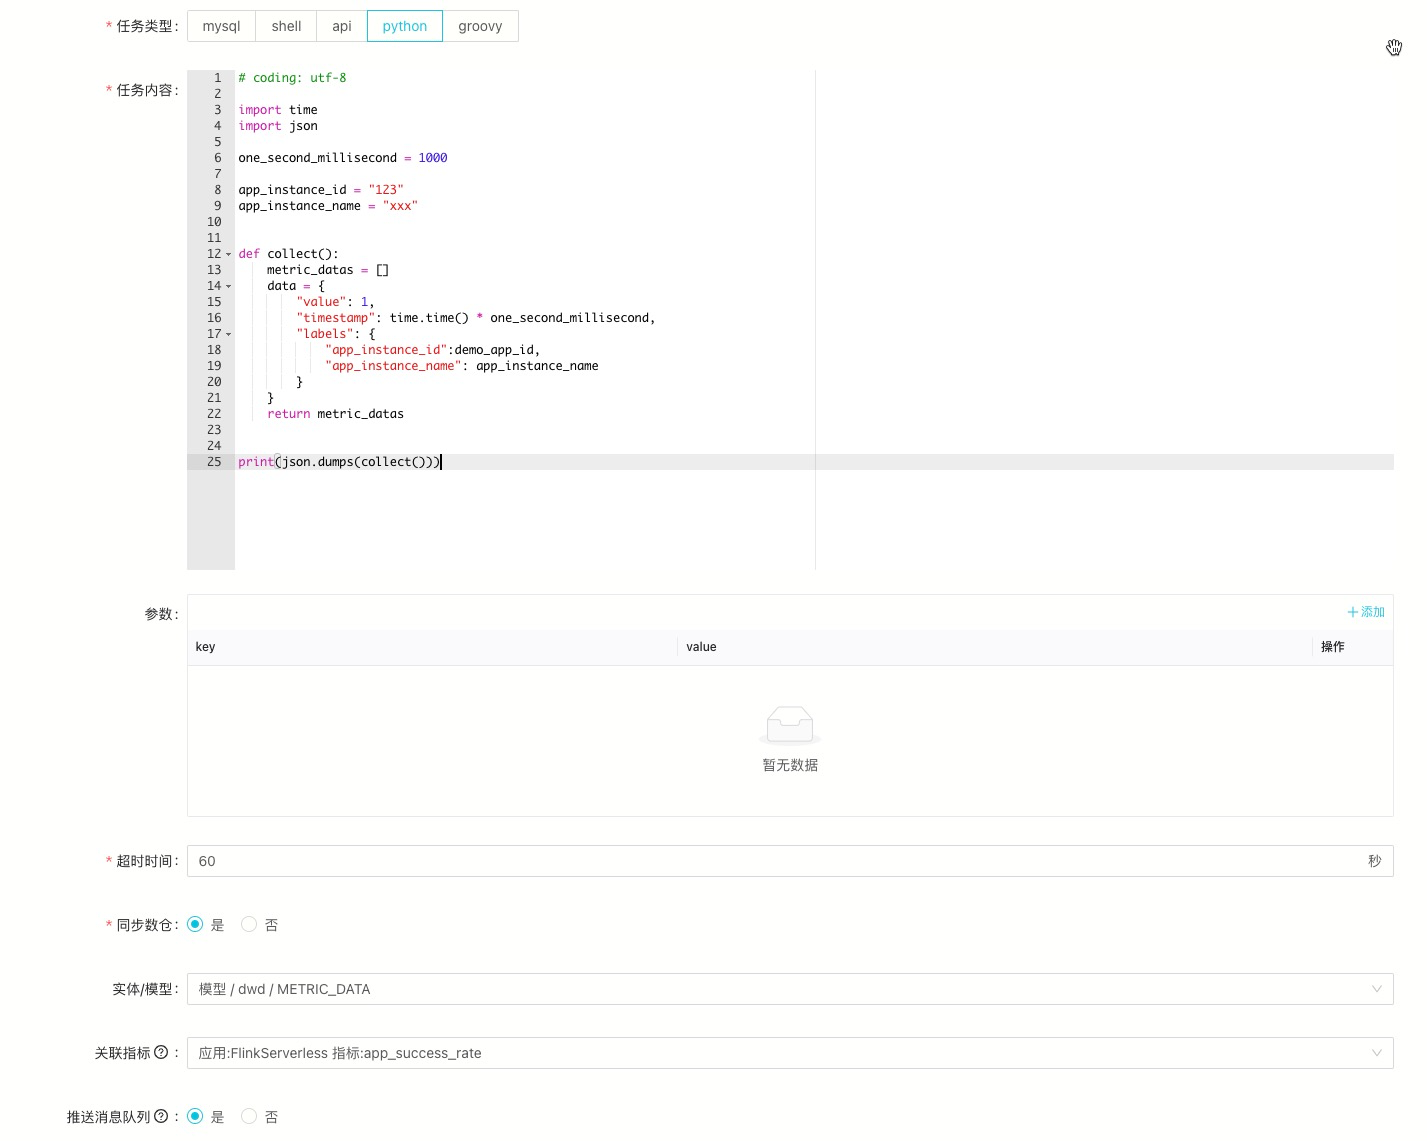 * 任务类型: mysql shell api python groovy
* 任务内容:
1 # coding: utf-8
2
3 import time
4 import json
5
6 one_second_millisecond = 1000
7
8 app_instance_id = "123"
9 app_instance_name = "xxx"
10
11
12 def collect():
13     metric_datas = []
14     data = {
15         "value": 1,
16         "timestamp": time.time() * one_second_millisecond,
17         "labels": {
18             "app_instance_id":demo_app_id,
19             "app_instance_name": app_instance_name
20         }
21     }
22     return metric_datas
23
24
25 print(json.dumps(collect()))
参数: +添加
key value 操作
暂无数据
* 超时时间: 60 秒
* 同步数仓: 是 否
实体/模型: 模型 / dwd / METRIC_DATA
关联指标 ? : 应用:FlinkServerless 指标:app_success_rate
推送消息队列 ? : 是 否